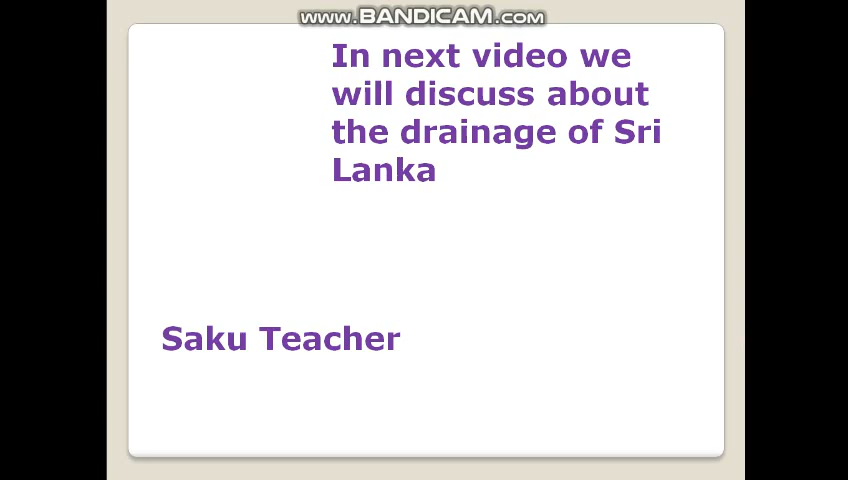 www.BANDICAM.com
In next video we
will discuss about
the drainage of Sri
Lanka
Saku Teacher